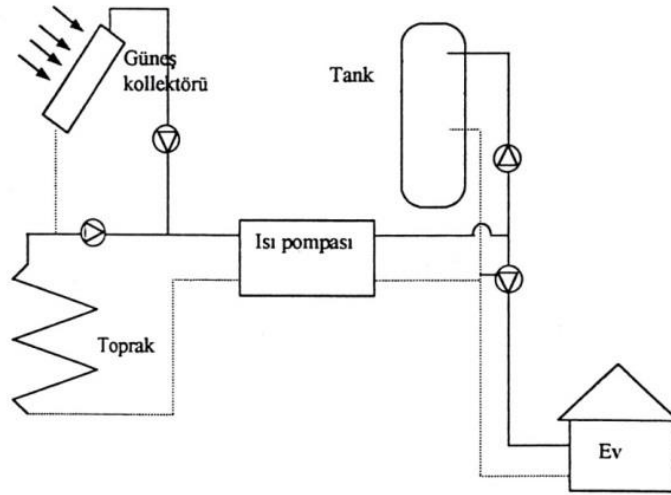 Güneş
kollektörü
Tank
Isı pompası
Toprak
Ev